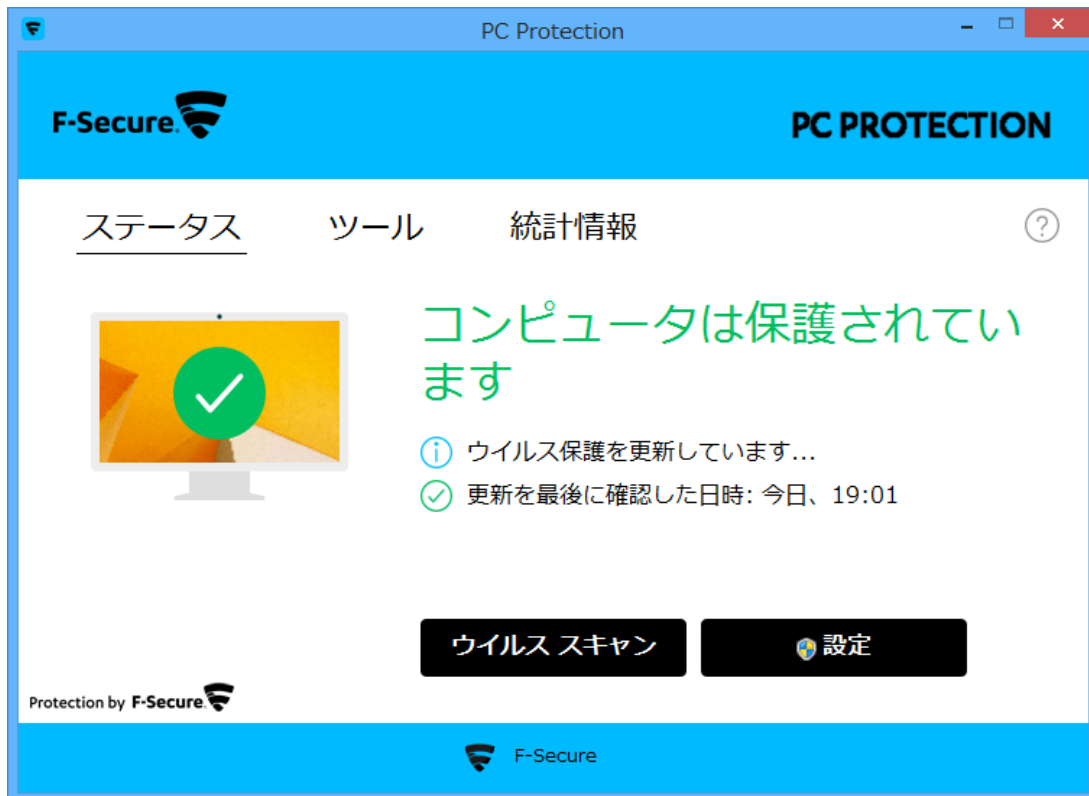 PC Protection
F-Secure.
PC PROTECTION
ステータス ツール 統計情報
コンピュータは保護されてい
ます
ウイルス保護を更新しています...
更新を最後に確認した日時: 今日、19:01
ウイルス スキャン 設定
Protection by F-Secure.
F-Secure